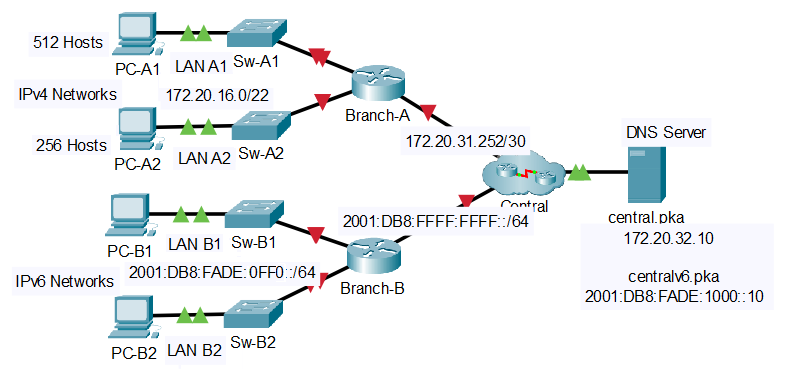 512 Hosts
PC-A1
LAN A1
Sw-A1
IPv4 Networks
172.20.16.0/22
Branch-A
256 Hosts
PC-A2
LAN A2
Sw-A2
172.20.31.252/30
DNS Server
Central
central.pka
172.20.32.10
centralv6.pka
2001:DB8:FADE:1000::10
PC-B1
LAN B1
Sw-B1
2001:DB8:FFFF:FFFF::/64
IPv6 Networks
2001:DB8:FADE:0FF0::/64
Branch-B
PC-B2
LAN B2
Sw-B2